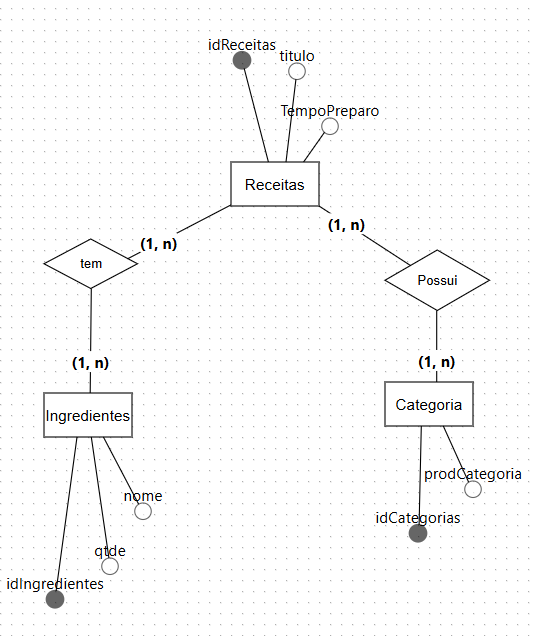 idReceitas
titulo
TempoPreparo
Receitas
(1, n)
(1, n)
tem
Possui
(1, n)
(1, n)
Ingredientes
Categoria
prodCategoria
nome
idCategorias
qtde
idIngredientes